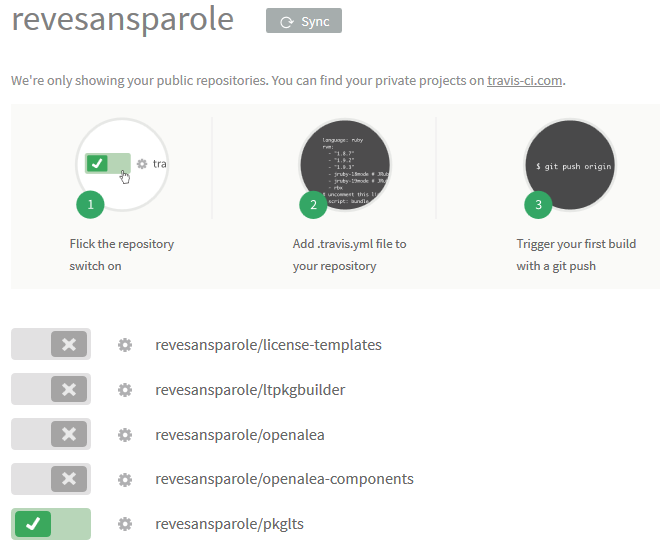 revesansparole
Sync
We're only showing your public repositories. You can find your private projects on travis-ci.com.
tra
language: ruby
rvm:
- "1.8.7"
- "1.9.2"
- "1.9.3"
- jruby-18mode # JRub
- jruby-19mode # JRu
- rbx
uncomment this li
script: bundle
$ git push origin
1
2
3
Flick the repository
switch on
Add .travis.yml file to
your repository
Trigger your first build
with a git push
revesansparole/license-templates
revesansparole/ltpkgbuilder
revesansparole/openalea
revesansparole/openalea-components
revesansparole/pkglts